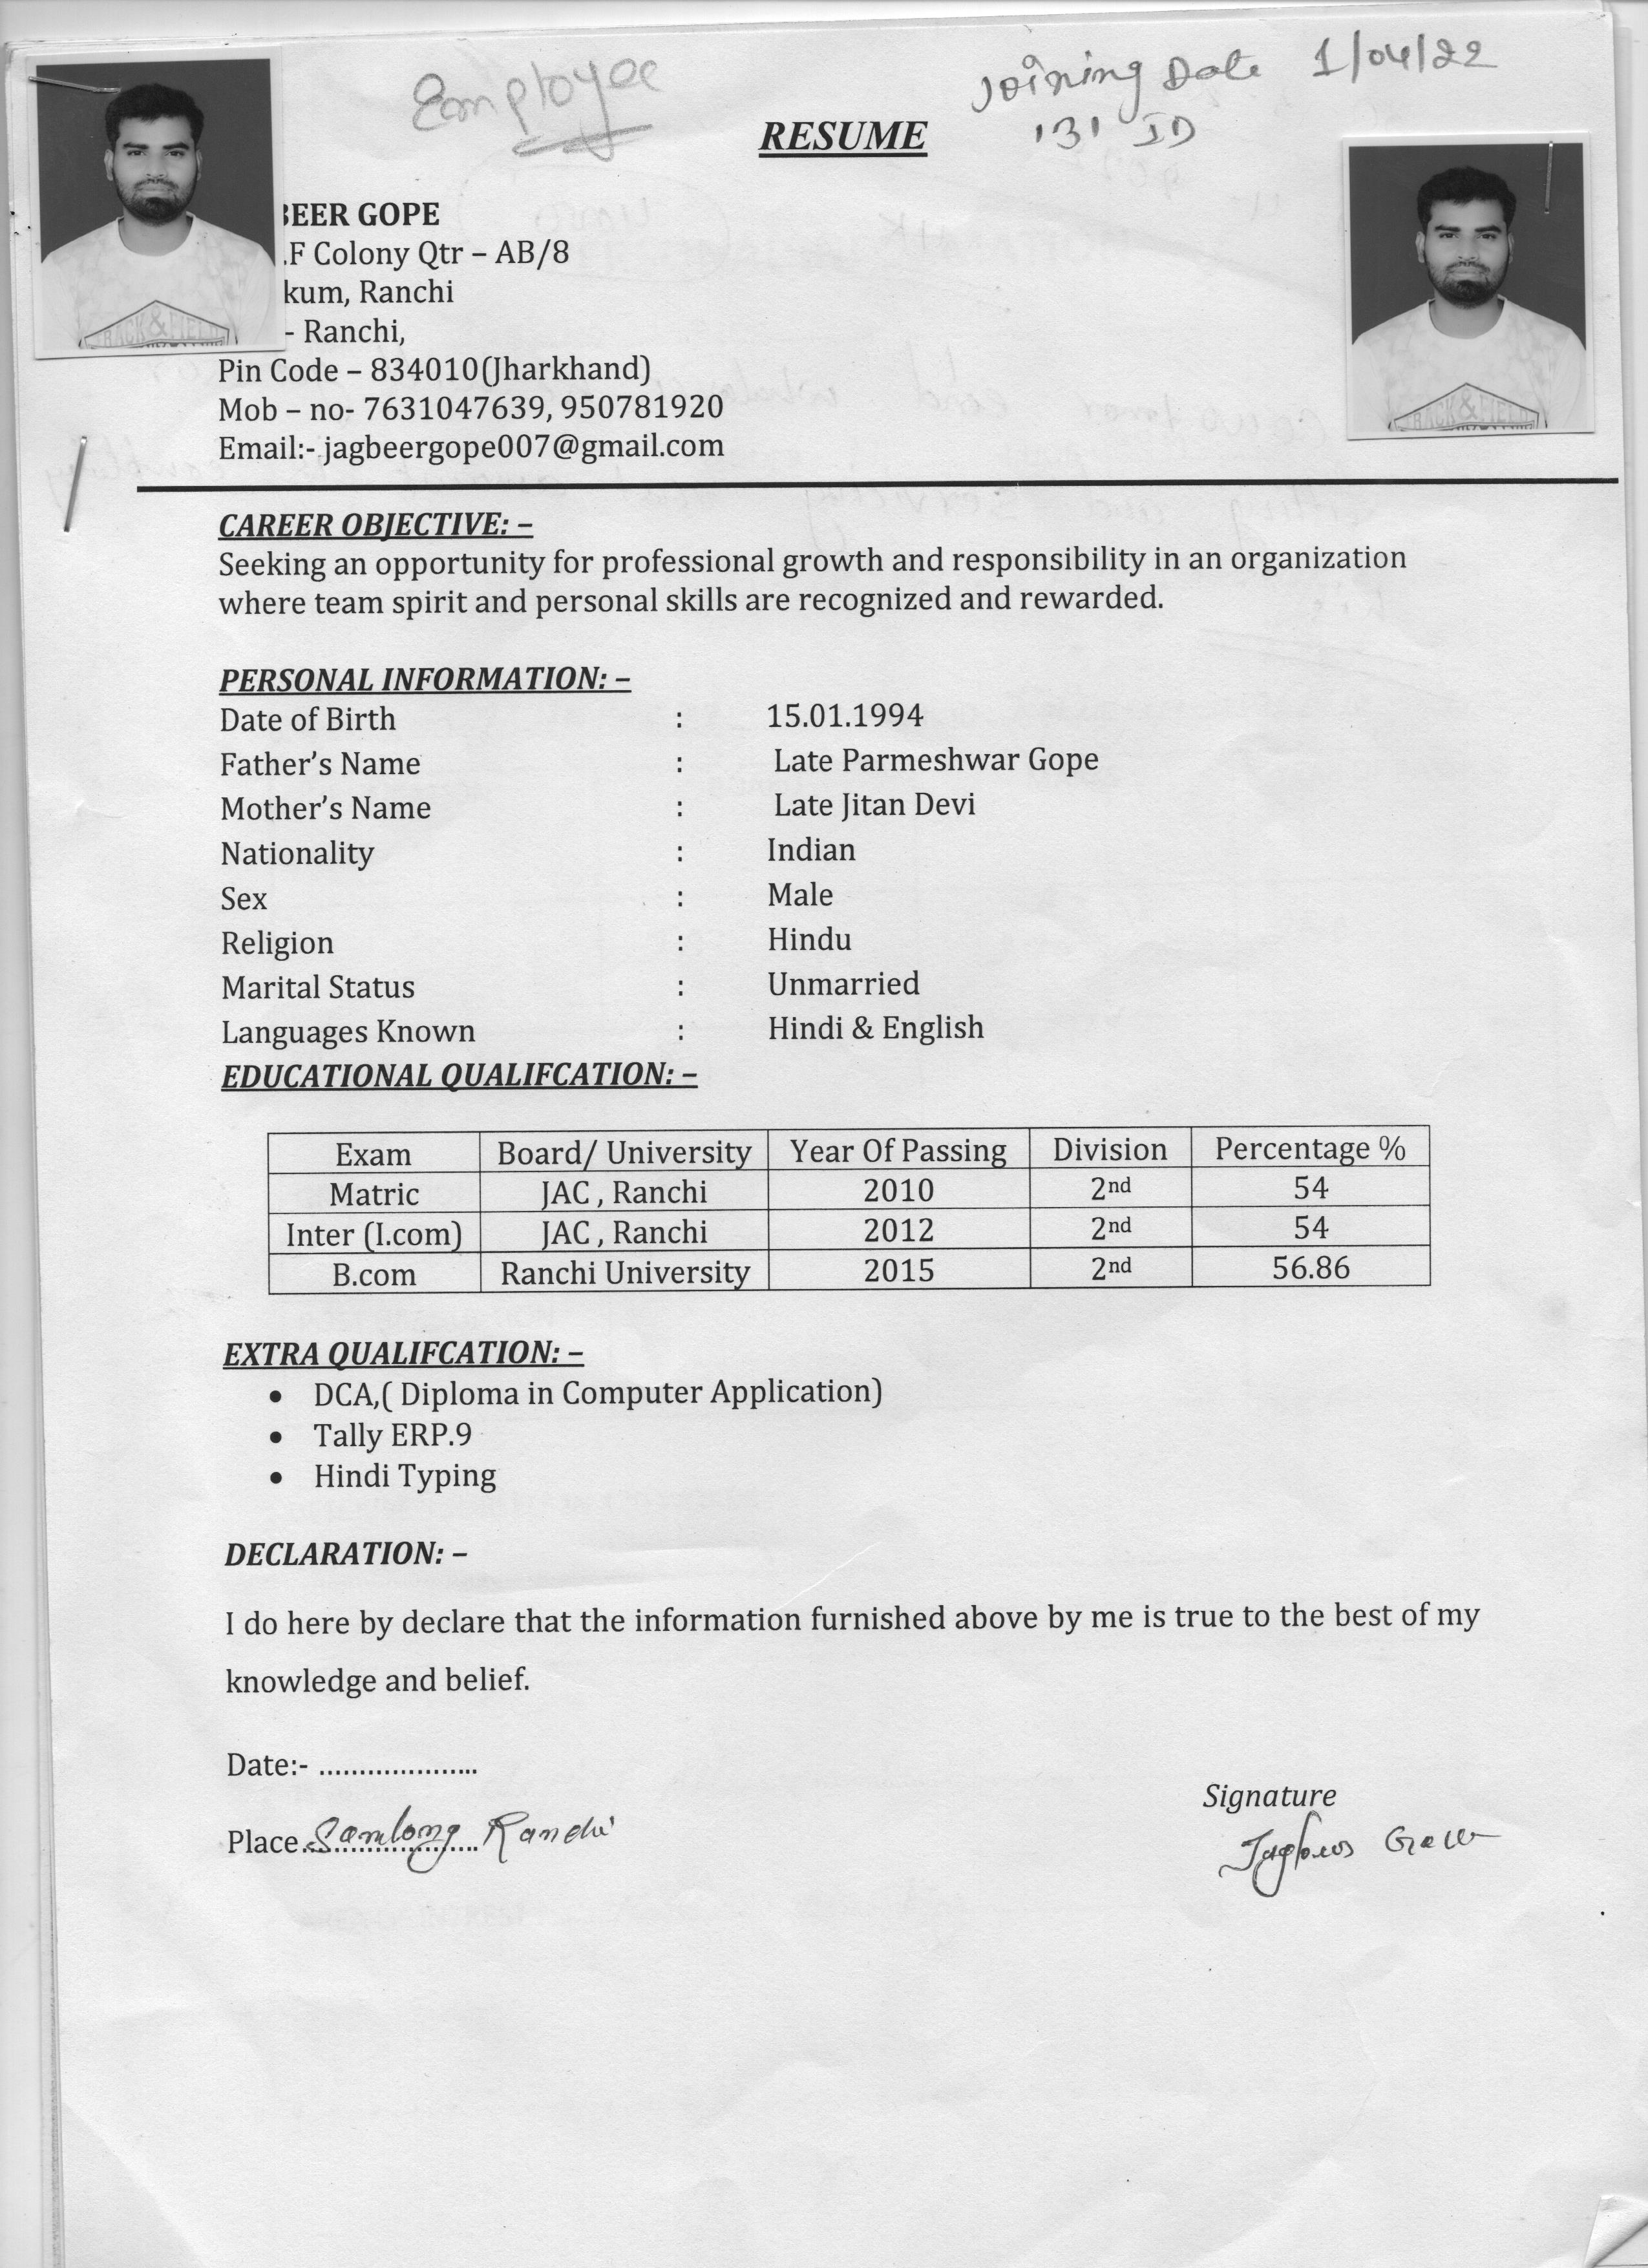 Employee
Joining Date 1/04/22
131 ID
RESUME
BEER GOPE
.F Colony Qtr – AB/8
kum, Ranchi
- Ranchi,
Pin Code – 834010(Jharkhand)
Mob – no- 7631047639, 950781920
Email:- jagbeergope007@gmail.com
TRACK & FIELD
TRACK & FIELD
CAREER OBJECTIVE: –
Seeking an opportunity for professional growth and responsibility in an organization
where team spirit and personal skills are recognized and rewarded.
PERSONAL INFORMATION: –
Date of Birth : 15.01.1994
Father’s Name : Late Parmeshwar Gope
Mother’s Name : Late Jitan Devi
Nationality : Indian
Sex : Male
Religion : Hindu
Marital Status : Unmarried
Languages Known : Hindi & English
EDUCATIONAL QUALIFCATION: –
Exam Board/ University Year Of Passing Division Percentage %
Matric JAC , Ranchi 2010 2nd 54
Inter (I.com) JAC , Ranchi 2012 2nd 54
B.com Ranchi University 2015 2nd 56.86
EXTRA QUALIFCATION: –
• DCA,( Diploma in Computer Application)
• Tally ERP.9
• Hindi Typing
DECLARATION: –
I do here by declare that the information furnished above by me is true to the best of my
knowledge and belief.
Date:- ....................
Signature
Place...................... Samlong Ranchi